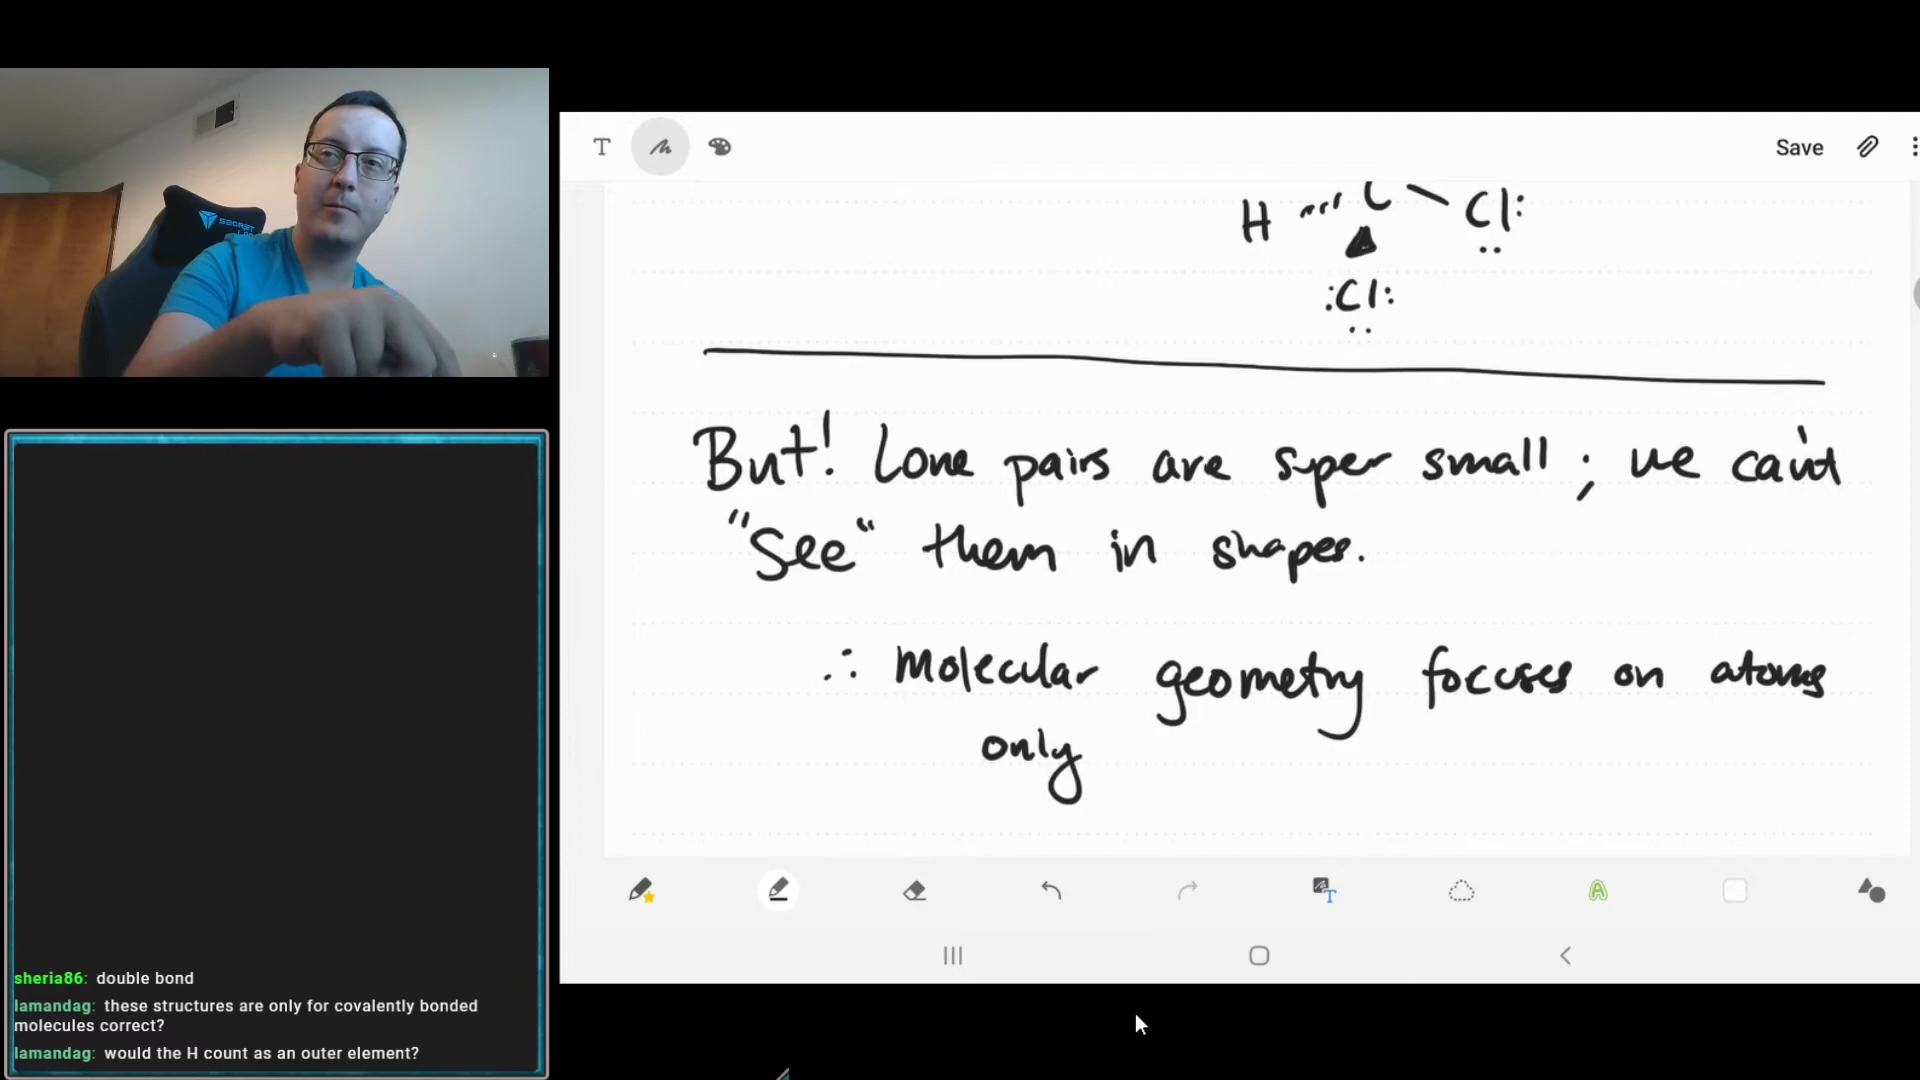 SECRET
T
Save
H C Cl:
:Cl:
But! Lone pairs are super small; we can't
"See" them in shapes.
∴ Molecular geometry focuses on atoms
only
sheria86: double bond
lamandag: these structures are only for covalently bonded
molecules correct?
lamandag: would the H count as an outer element?